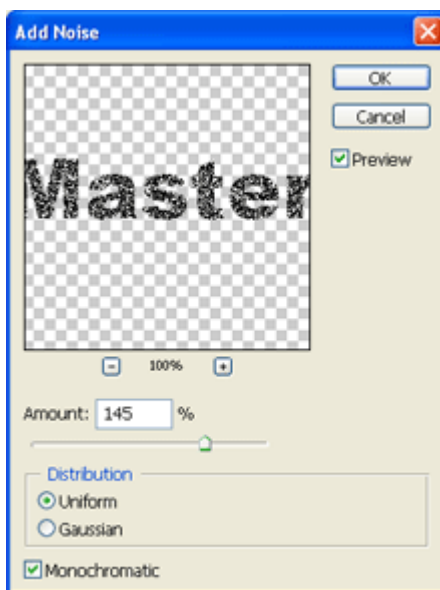 Add Noise
OK
Cancel
Preview
Master
100%
Amount: 145 %
Distribution
Uniform
Gaussian
Monochromatic